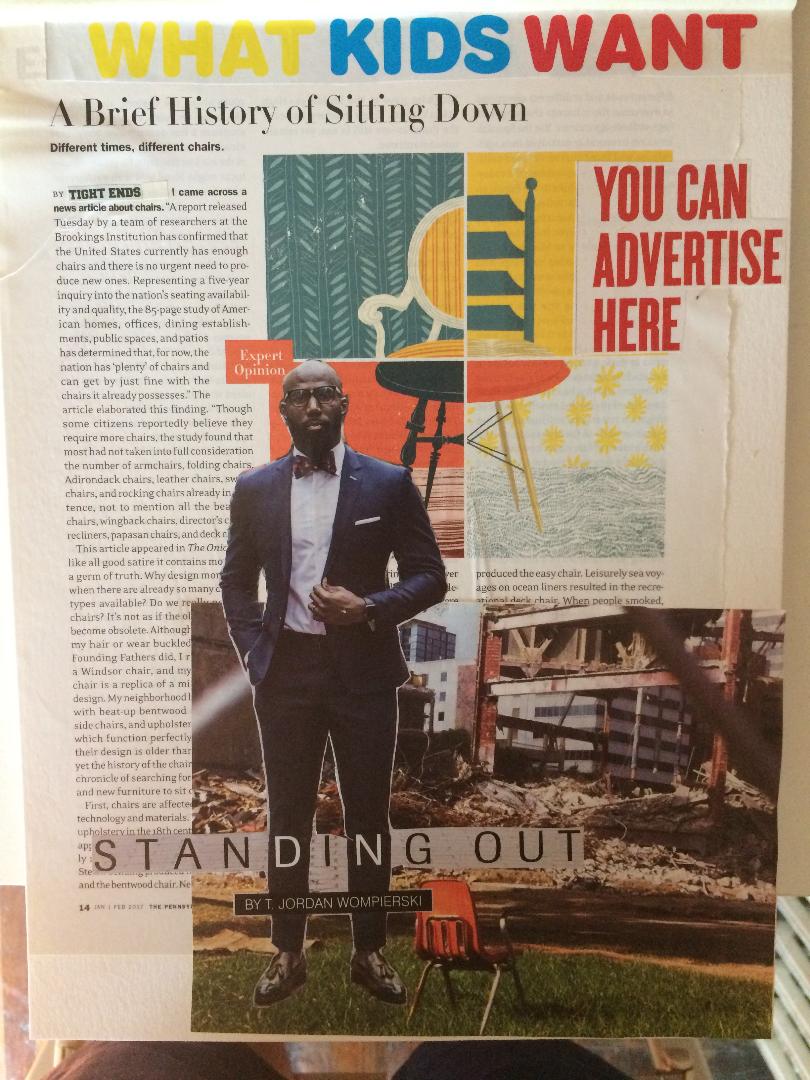 WHAT KIDS WANT
A Brief History of Sitting Down
Different times, different chairs.
BY TIGHT ENDS I came across a
news article about chairs. "A report released
Tuesday by a team of researchers at the
Brookings Institution has confirmed that
the United States currently has enough
chairs and there is no urgent need to pro-
duce new ones. Representing a five-year
inquiry into the nation's seating availabil-
ity and quality, the 85-page study of Amer-
ican homes, offices, dining establish-
ments, public spaces, and patios
has determined that, for now, the
nation has 'plenty' of chairs and
can get by just fine with the
chairs it already possesses." The
article elaborated this finding. "Though
some citizens reportedly believe they
require more chairs, the study found that
most had not taken into full consideration
the number of armchairs, folding chairs,
Adirondack chairs, leather chairs,
chairs, and rocking chairs already in
tence, not to mention all the
chairs, wingback chairs, director's
recliners, papasan chairs, and deck
This article appeared in The
like all good satire it contains
a germ of truth. Why design
when there are already so many
types available? Do we
chairs? It's not as if the
become obsolete. Although
my hair or wear buckled
Founding Fathers did, I
a Windsor chair, and my
chair is a replica of a
design. My neighborhood
with beat-up bentwood
side chairs, and
which function perfectly
their design is older than
yet the history of the chair
chronicle of searching for
and new furniture to sit
First, chairs are affected
technology and materials.
upholstery in the 18th
ly
and the bentwood chair.
14 JAN | FEB 2017 THE
YOU CAN
ADVERTISE
HERE
Expert
Opinion
produced the easy chair. Leisurely sea voy-
ages on ocean liners resulted in the recre-
ational deck chair. When people smoked,
STANDING OUT
BY T. JORDAN WOMPIERSKI